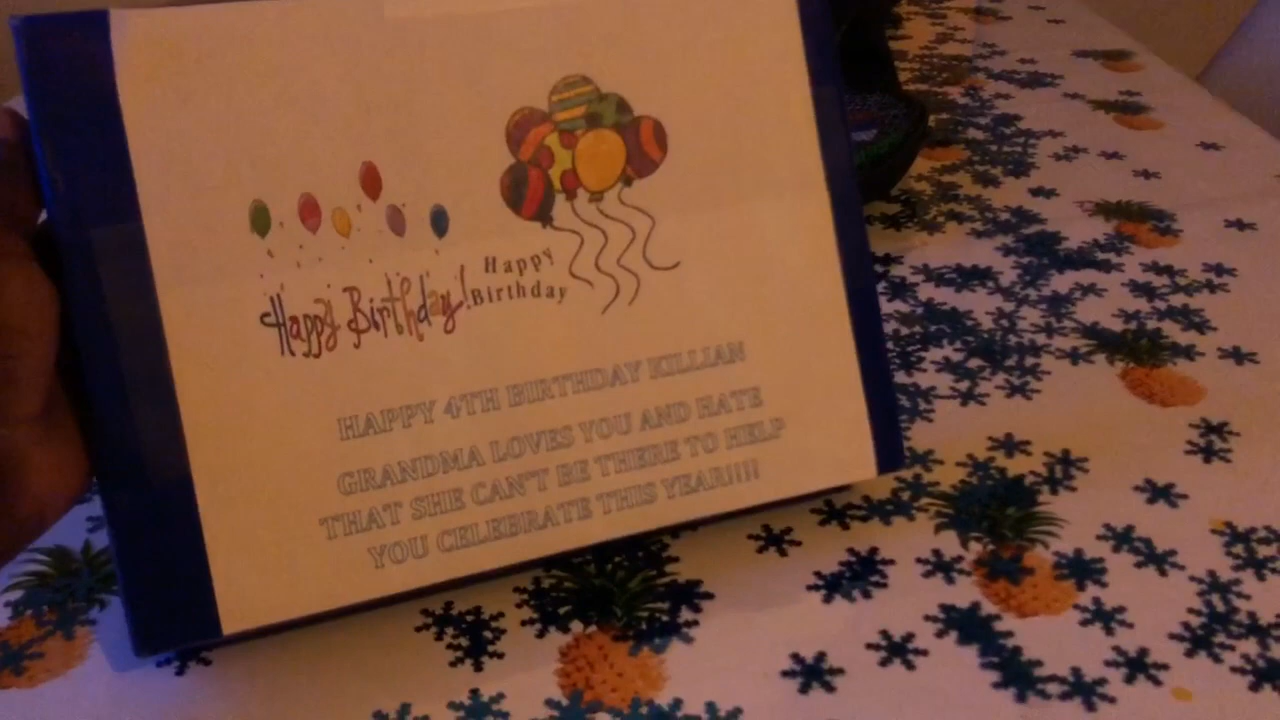 Happy Birthday!
Happy
Birthday
HAPPY 4TH BIRTHDAY KILLIAN
GRANDMA LOVES YOU AND HATE
THAT SHE CAN'T BE THERE TO HELP
YOU CELEBRATE THIS YEAR!!!!